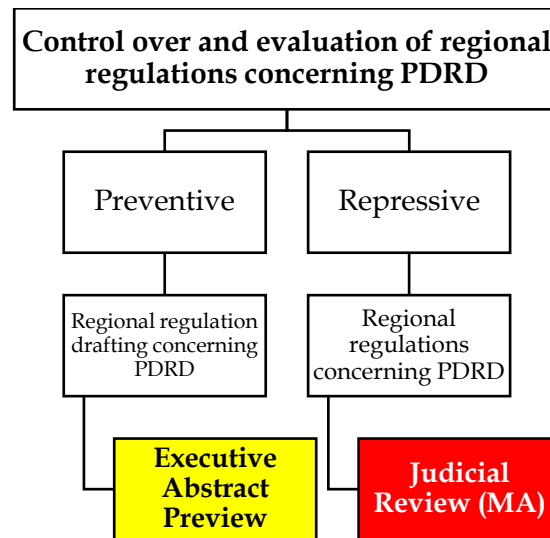 Control over and evaluation of regional
regulations concerning PDRD
Preventive
Repressive
Regional regulation
drafting concerning
PDRD
Regional
regulations
concerning PDRD
Executive
Abstract
Preview
Judicial
Review (MA)